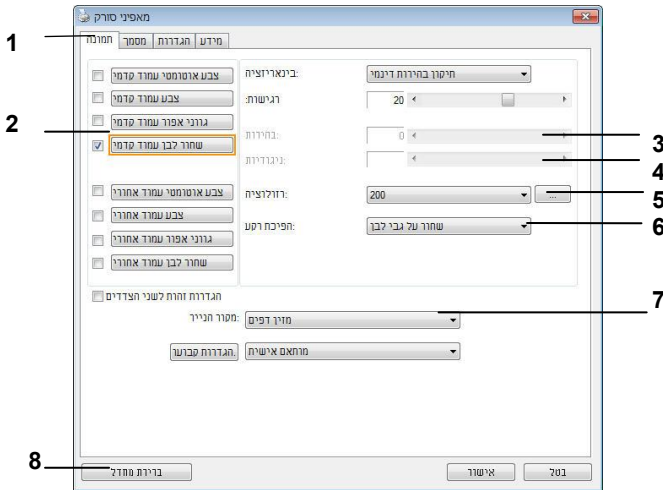 מאפיני סורק
תמונה מסמך הגדרות מידע
1
צבע אוטומטי עמוד קדמי
צבע עמוד קדמי
גווני אפור עמוד קדמי
שחור לבן עמוד קדמי
2
צבע אוטומטי עמוד אחורי
צבע עמוד אחורי
גווני אפור עמוד אחורי
שחור לבן עמוד אחורי
בינאריזציה: תיקון בהירות דינמי
רגישות: 20
בהירות: 0
3
ניגודיות:
4
רזולוציה: 200 ...
5
הפיכת רקע: שחור על גבי לבן
6
הגדרות זהות לשני הצדדים
מקור הנייר: מזין דפים
7
הגדרות קבוע: מותאם אישית
8
ברירת מחדל אישור בטל